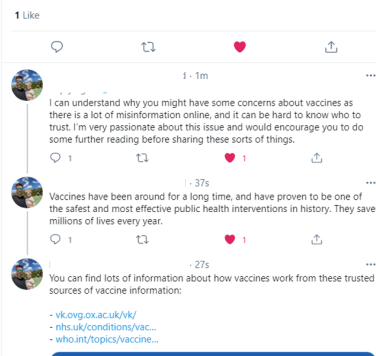 1 Like
· 1m
I can understand why you might have some concerns about vaccines as
there is a lot of misinformation online, and it can be hard to know who to
trust. I'm very passionate about this issue and would encourage you to do
some further reading before sharing these sorts of things.
1 1
· 37s
Vaccines have been around for a long time, and have proven to be one of
the safest and most effective public health interventions in history. They save
millions of lives every year.
1 1
· 27s
You can find lots of information about how vaccines work from these trusted
sources of vaccine information:
- vk.ovg.ox.ac.uk/vk/
- nhs.uk/conditions/vac...
- who.int/topics/vaccine...